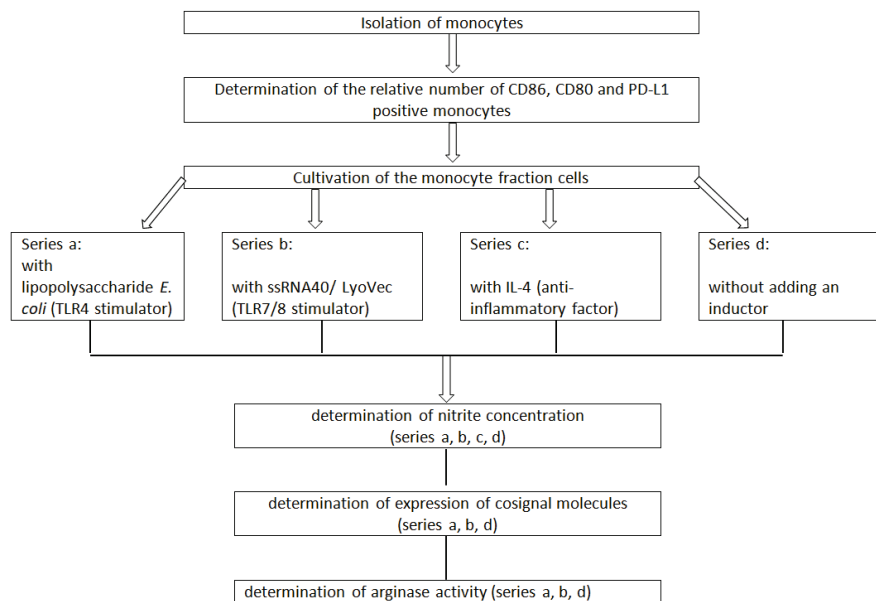 Isolation of monocytes
Determination of the relative number of CD86, CD80 and PD-L1
positive monocytes
Cultivation of the monocyte fraction cells
Series a:
with
lipopolysaccharide E.
coli (TLR4 stimulator)
Series b:
with ssRNA40/ LyoVec
(TLR7/8 stimulator)
Series c:
with IL-4 (anti-
inflammatory factor)
Series d:
without adding an
inductor
determination of nitrite concentration
(series a, b, c, d)
determination of expression of cosignal molecules
(series a, b, d)
determination of arginase activity (series a, b, d)